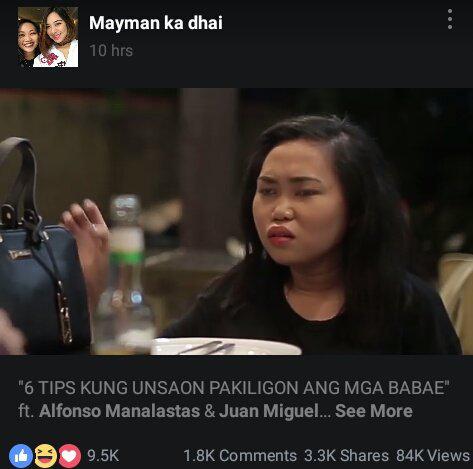 Mayman ka dhai
10 hrs
"6 TIPS KUNG UNSAON PAKILIGON ANG MGA BABAE"
ft. Alfonso Manalastas & Juan Miguel... See More
9.5K 1.8K Comments 3.3K Shares 84K Views